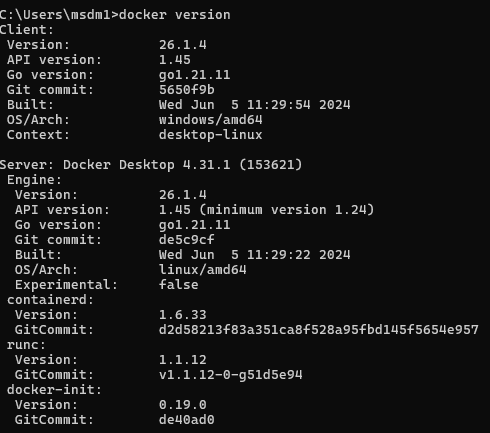 C:\Users\msdm1>docker version
Client:
 Version:           26.1.4
 API version:       1.45
 Go version:        go1.21.11
 Git commit:        5650f9b
 Built:             Wed Jun  5 11:29:54 2024
 OS/Arch:           windows/amd64
 Context:           desktop-linux

Server: Docker Desktop 4.31.1 (153621)
 Engine:
  Version:          26.1.4
  API version:      1.45 (minimum version 1.24)
  Go version:       go1.21.11
  Git commit:       de5c9cf
  Built:            Wed Jun  5 11:29:22 2024
  OS/Arch:          linux/amd64
  Experimental:     false
 containerd:
  Version:          1.6.33
  GitCommit:        d2d58213f83a351ca8f528a95fbd145f5654e957
 runc:
  Version:          1.1.12
  GitCommit:        v1.1.12-0-g51d5e94
 docker-init:
  Version:          0.19.0
  GitCommit:        de40ad0